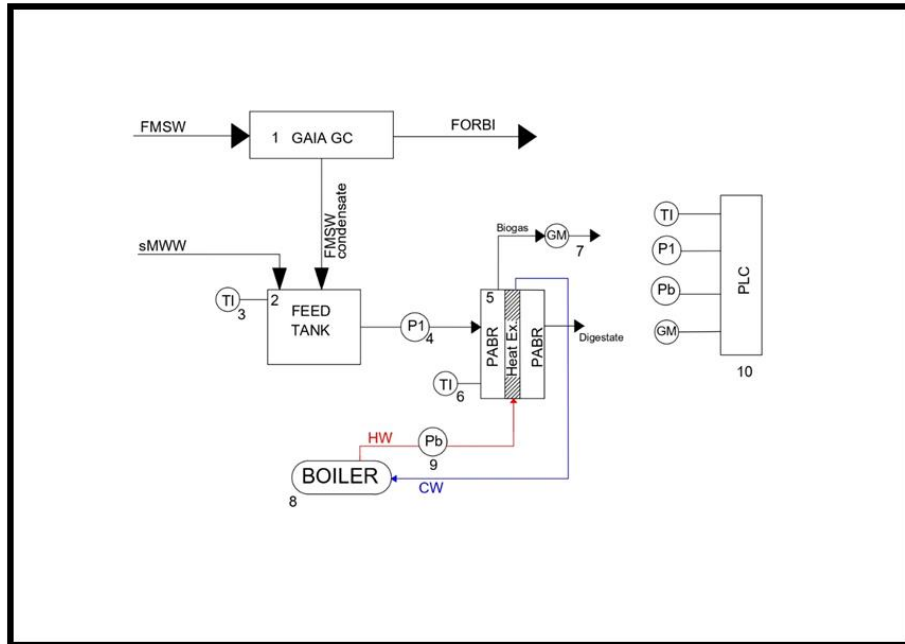 FMSW
1 GAIA GC
FORBI
FMSW
condensate
sMWW
TI
3
2
FEED
TANK
P1
4
Biogas
GM
7
5
PABR
Heat Ex.
PABR
Digestate
TI
6
HW
Pb
9
BOILER
8
CW
TI
P1
Pb
GM
PLC
10